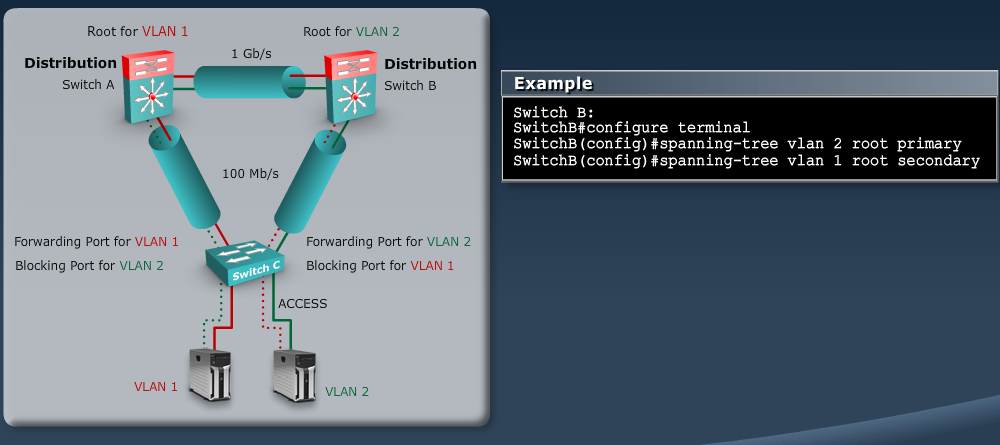 Root for VLAN 1
Root for VLAN 2
1 Gb/s
Distribution
Switch A
Distribution
Switch B
100 Mb/s
Forwarding Port for VLAN 1
Blocking Port for VLAN 2
Forwarding Port for VLAN 2
Blocking Port for VLAN 1
Switch C
ACCESS
VLAN 1
VLAN 2
Example
Switch B:
SwitchB#configure terminal
SwitchB(config)#spanning-tree vlan 2 root primary
SwitchB(config)#spanning-tree vlan 1 root secondary